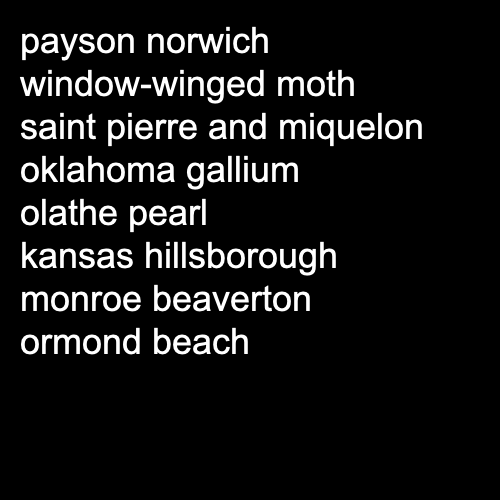 payson norwich
window-winged moth
saint pierre and miquelon
oklahoma gallium
olathe pearl
kansas hillsborough
monroe beaverton
ormond beach